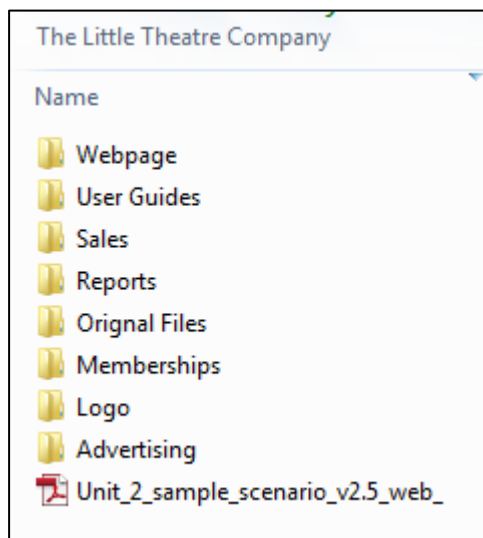 The Little Theatre Company
Name
Webpage
User Guides
Sales
Reports
Orignal Files
Memberships
Logo
Advertising
Unit_2_sample_scenario_v2.5_web_